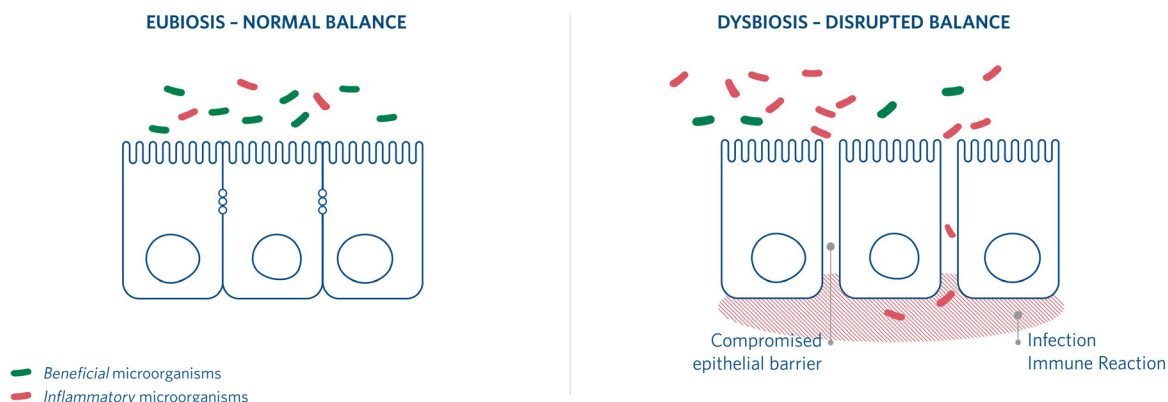 EUBIOSIS – NORMAL BALANCE
DYSBIOSIS – DISRUPTED BALANCE
Compromised
epithelial barrier
Infection
Immune Reaction
Beneficial microorganisms
Inflammatory microorganisms